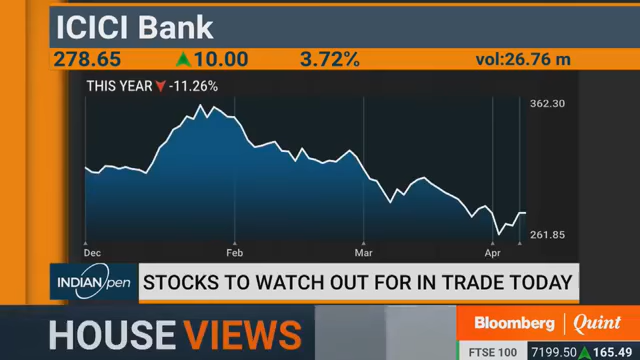 ICICI Bank
278.65 ▲10.00 3.72% vol:26.76 m
THIS YEAR -11.26%
362.30
261.85
Dec Feb Mar Apr
INDIAN Open STOCKS TO WATCH OUT FOR IN TRADE TODAY
HOUSE VIEWS
Bloomberg | Quint
FTSE 100 7199.50 ▲165.49